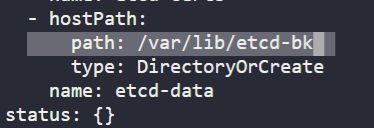 - hostPath:
path: /var/lib/etcd-bk
type: DirectoryOrCreate
name: etcd-data
status: {}